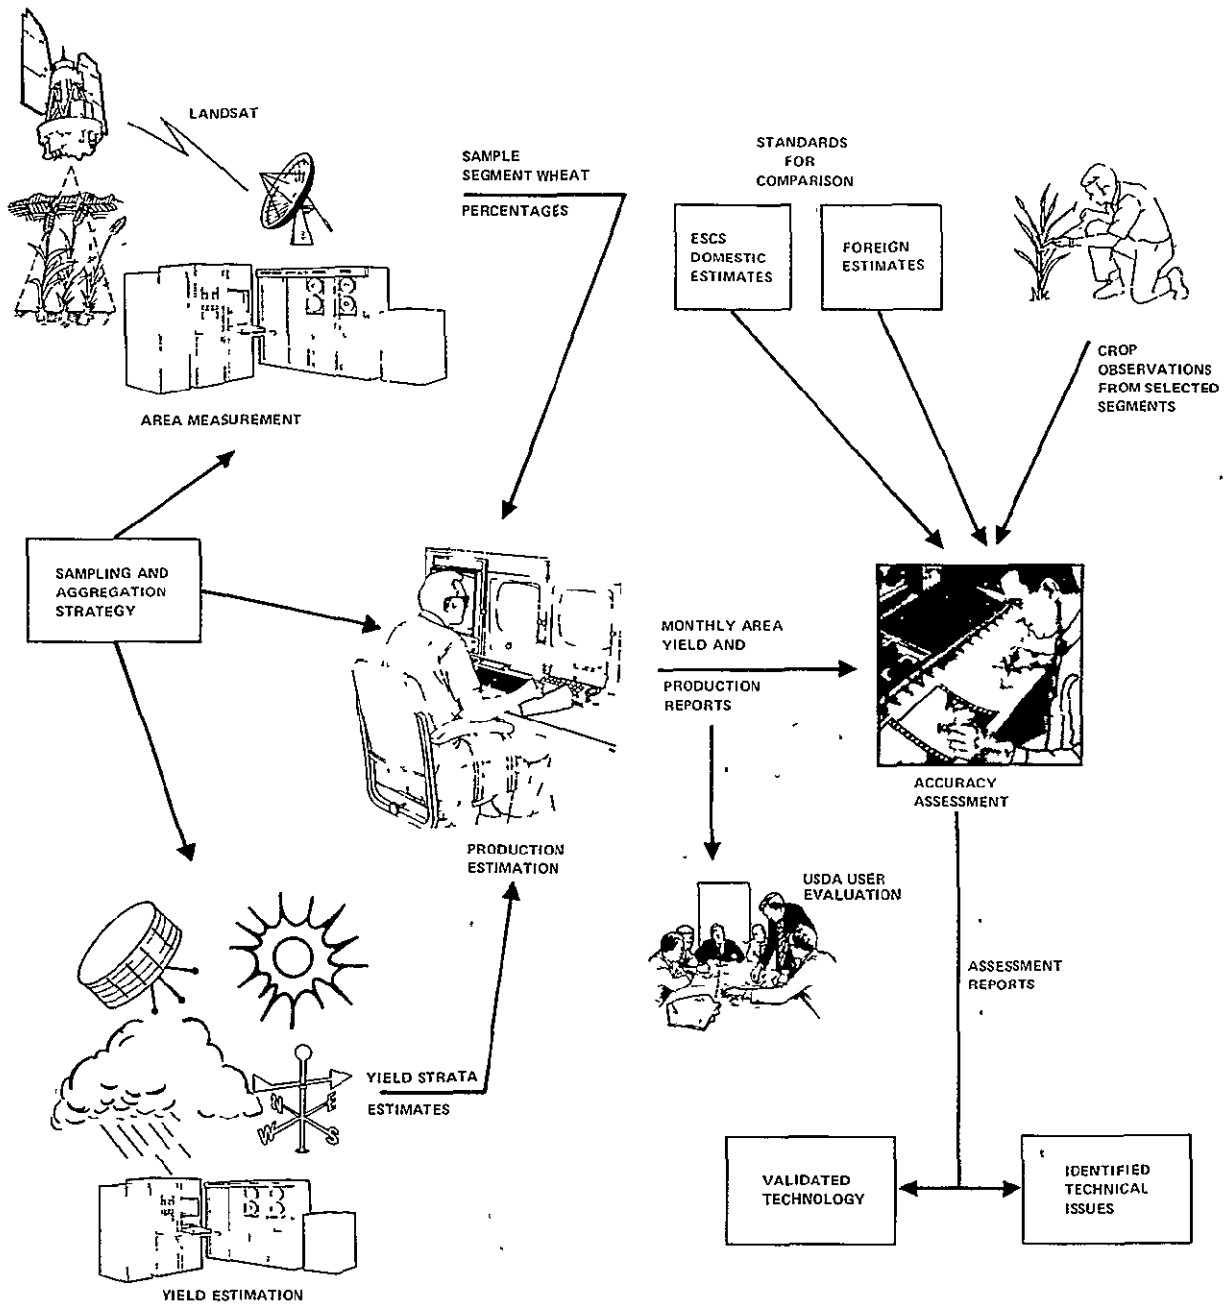 LANDSAT
AREA MEASUREMENT
SAMPLE
SEGMENT WHEAT
PERCENTAGES
STANDARDS
FOR
COMPARISON
ESCS
DOMESTIC
ESTIMATES
FOREIGN
ESTIMATES
CROP
OBSERVATIONS
FROM SELECTED
SEGMENTS
SAMPLING AND
AGGREGATION
STRATEGY
PRODUCTION
ESTIMATION
MONTHLY AREA
YIELD AND
PRODUCTION
REPORTS
ACCURACY
ASSESSMENT
USDA USER
EVALUATION
ASSESSMENT
REPORTS
YIELD STRATA
ESTIMATES
N
E
W
S
YIELD ESTIMATION
VALIDATED
TECHNOLOGY
IDENTIFIED
TECHNICAL
ISSUES